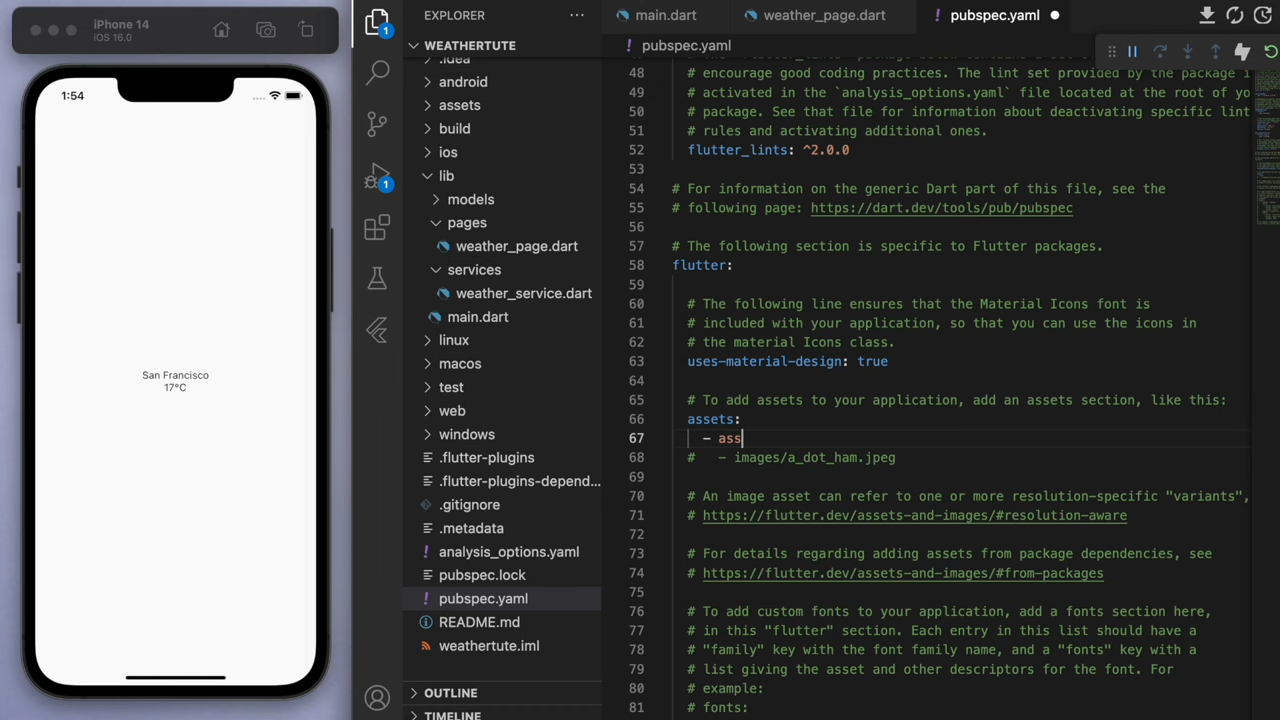 iPhone 14
iOS 16.0
1:54
San Francisco
17°C
1
1
EXPLORER
WEATHERTUTE
.idea
android
assets
build
ios
lib
models
pages
weather_page.dart
services
weather_service.dart
main.dart
linux
macos
test
web
windows
.flutter-plugins
.flutter-plugins-depend...
.gitignore
.metadata
analysis_options.yaml
pubspec.lock
pubspec.yaml
README.md
weathertute.iml
OUTLINE
TIMELINE
main.dart
weather_page.dart
pubspec.yaml
pubspec.yaml
48 # encourage good coding practices. The lint set provided by the package i
49 # activated in the `analysis_options.yaml` file located at the root of yo
50 # package. See that file for information about deactivating specific lint
51 # rules and activating additional ones.
52 flutter_lints: ^2.0.0
53
54 # For information on the generic Dart part of this file, see the
55 # following page: https://dart.dev/tools/pub/pubspec
56
57 # The following section is specific to Flutter packages.
58 flutter:
59
60 # The following line ensures that the Material Icons font is
61 # included with your application, so that you can use the icons in
62 # the material Icons class.
63 uses-material-design: true
64
65 # To add assets to your application, add an assets section, like this:
66 assets:
67 - ass
68 # - images/a_dot_ham.jpeg
69
70 # An image asset can refer to one or more resolution-specific "variants",
71 # https://flutter.dev/assets-and-images/#resolution-aware
72
73 # For details regarding adding assets from package dependencies, see
74 # https://flutter.dev/assets-and-images/#from-packages
75
76 # To add custom fonts to your application, add a fonts section here,
77 # in this "flutter" section. Each entry in this list should have a
78 # "family" key with the font family name, and a "fonts" key with a
79 # list giving the asset and other descriptors for the font. For
80 # example:
81 # fonts: